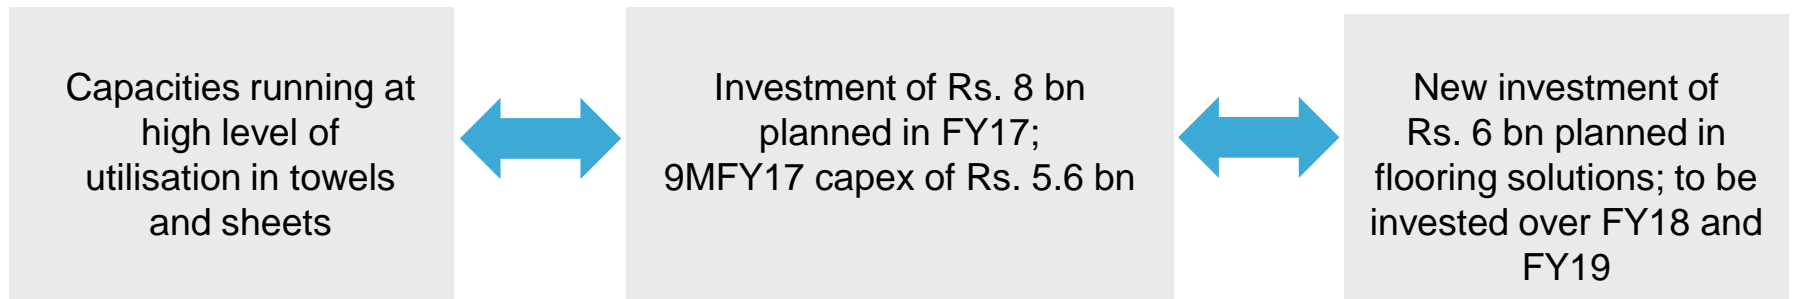 Capacities running at
high level of
utilisation in towels
and sheets
Investment of Rs. 8 bn
planned in FY17;
9MFY17 capex of Rs. 5.6 bn
New investment of
Rs. 6 bn planned in
flooring solutions; to be
invested over FY18 and
FY19